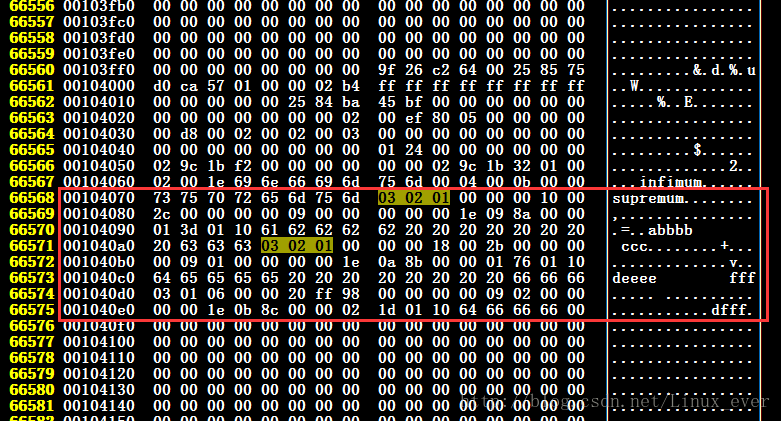 66556 00103fb0 00 00 00 00 00 00 00 00 00 00 00 00 00 00 00 00 ................
66557 00103fc0 00 00 00 00 00 00 00 00 00 00 00 00 00 00 00 00 ................
66558 00103fd0 00 00 00 00 00 00 00 00 00 00 00 00 00 00 00 00 ................
66559 00103fe0 00 00 00 00 00 00 00 00 00 00 00 00 00 00 00 00 ................
66560 00103ff0 00 00 00 00 00 00 00 00 9f 26 c2 64 00 25 85 75 .........&.d.%.u
66561 00104000 d0 ca 57 01 00 00 02 b4 ff ff ff ff ff ff ff ff ..W.............
66562 00104010 00 00 00 00 00 25 84 ba 45 bf 00 00 00 00 00 00 .....%..E.......
66563 00104020 00 00 00 00 00 00 00 02 00 ef 80 05 00 00 00 00 ................
66564 00104030 00 d8 00 02 00 02 00 03 00 00 00 00 00 00 00 00 ................
66565 00104040 00 00 00 00 00 00 00 00 01 24 00 00 00 00 00 00 .........$......
66566 00104050 02 9c 1b f2 00 00 00 00 00 00 02 9c 1b 32 01 00 .............2..
66567 00104060 02 00 1e 69 6e 66 69 6d 75 6d 00 04 00 0b 00 00 ...infimum......
66568 00104070 73 75 70 72 65 6d 75 6d 03 02 01 00 00 00 10 00 supremum........
66569 00104080 2c 00 00 00 00 09 00 00 00 00 00 1e 09 8a 00 00 ,...............
66570 00104090 01 3d 01 10 61 62 62 62 62 20 20 20 20 20 20 20 .=..abbbb
66571 001040a0 20 63 63 63 03 02 01 00 00 00 18 00 2b 00 00 00 ccc........+...
66572 001040b0 00 09 01 00 00 00 00 1e 0a 8b 00 00 01 76 01 10 .............v..
66573 001040c0 64 65 65 65 65 20 20 20 20 20 20 20 20 66 66 66 deeee        fff
66574 001040d0 03 01 06 00 00 20 ff 98 00 00 00 00 09 02 00 00 ..... ..........
66575 001040e0 00 00 1e 0b 8c 00 00 02 1d 01 10 64 66 66 66 00 ...........dfff.
66576 001040f0 00 00 00 00 00 00 00 00 00 00 00 00 00 00 00 00 ................
66577 00104100 00 00 00 00 00 00 00 00 00 00 00 00 00 00 00 00 ................
66578 00104110 00 00 00 00 00 00 00 00 00 00 00 00 00 00 00 00 ................
66579 00104120 00 00 00 00 00 00 00 00 00 00 00 00 00 00 00 00 ................
66580 00104130 00 00 00 00 00 00 00 00 00 00 00 00 00 00 00 00 ................
66581 00104140 00 00 00 00 00 00 00 00 00 00 00 00 00 00 00 00 ................
http://blog.csdn.net/Linux_ever